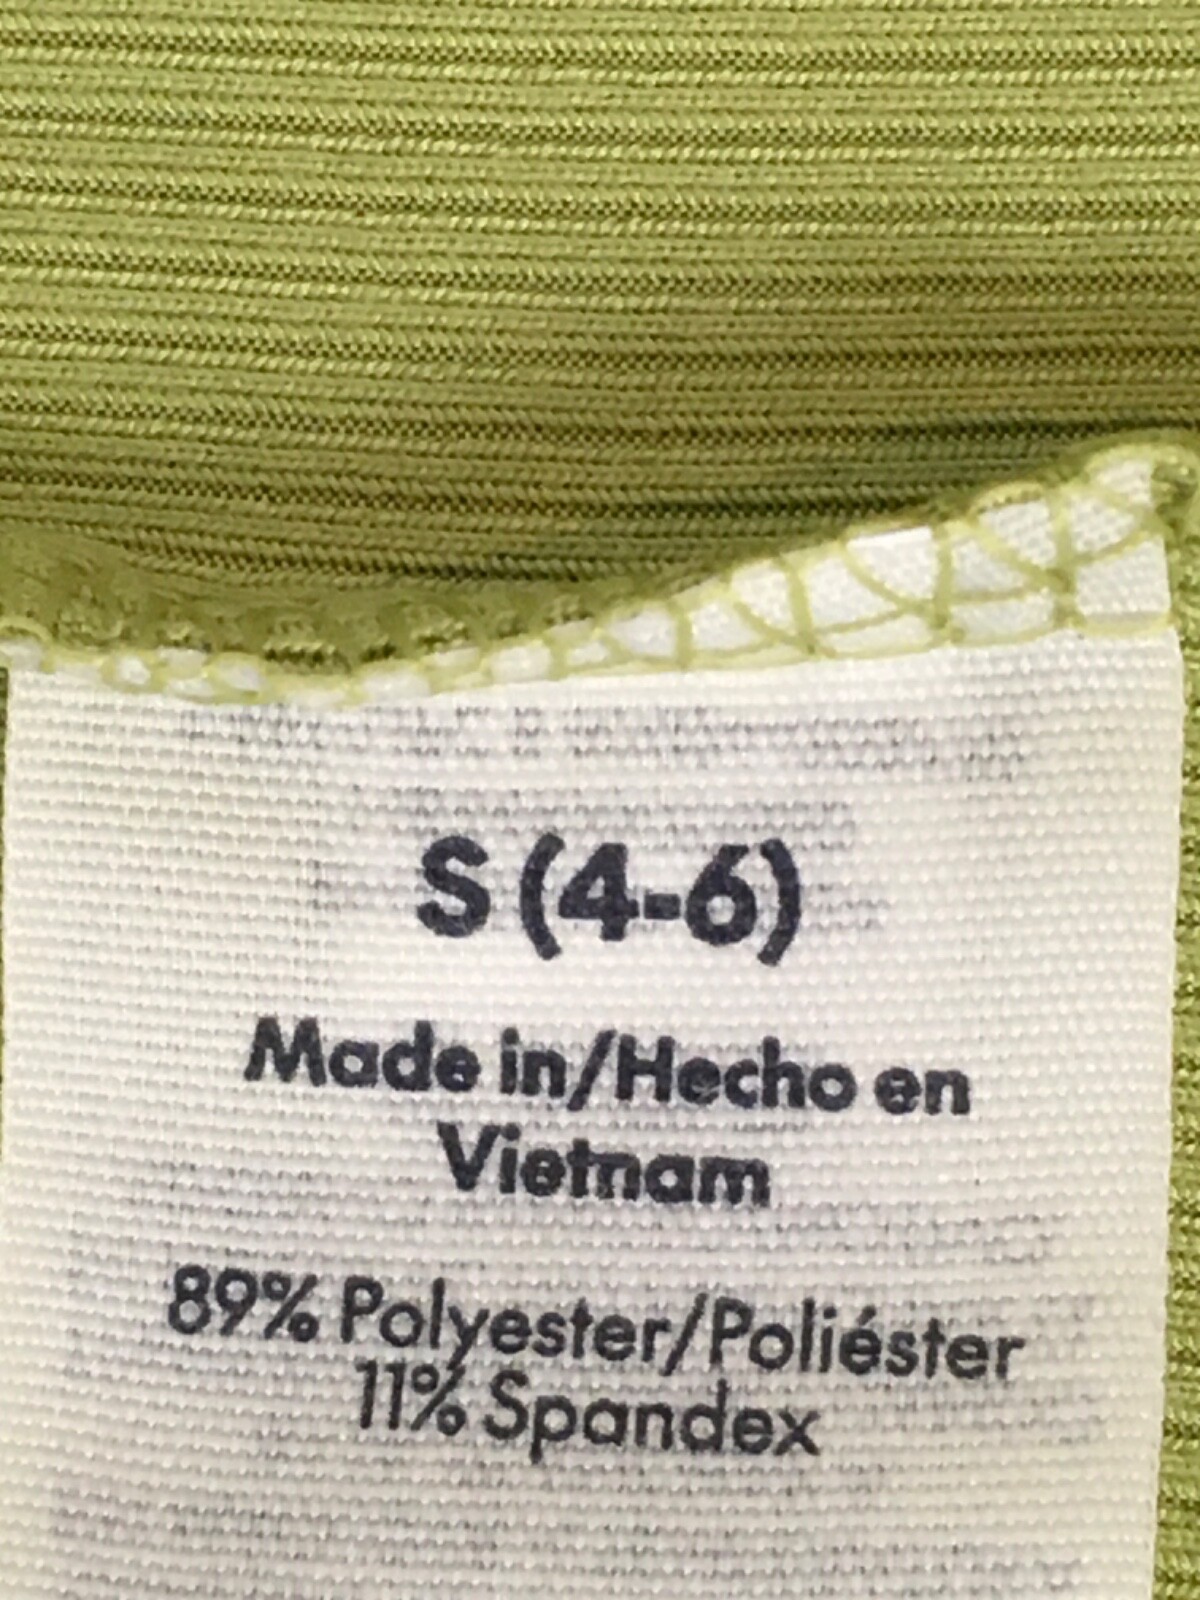 S (4-6)
Made in/Hecho en
Vietnam
89% Polyester/Poliéster
11% Spandex